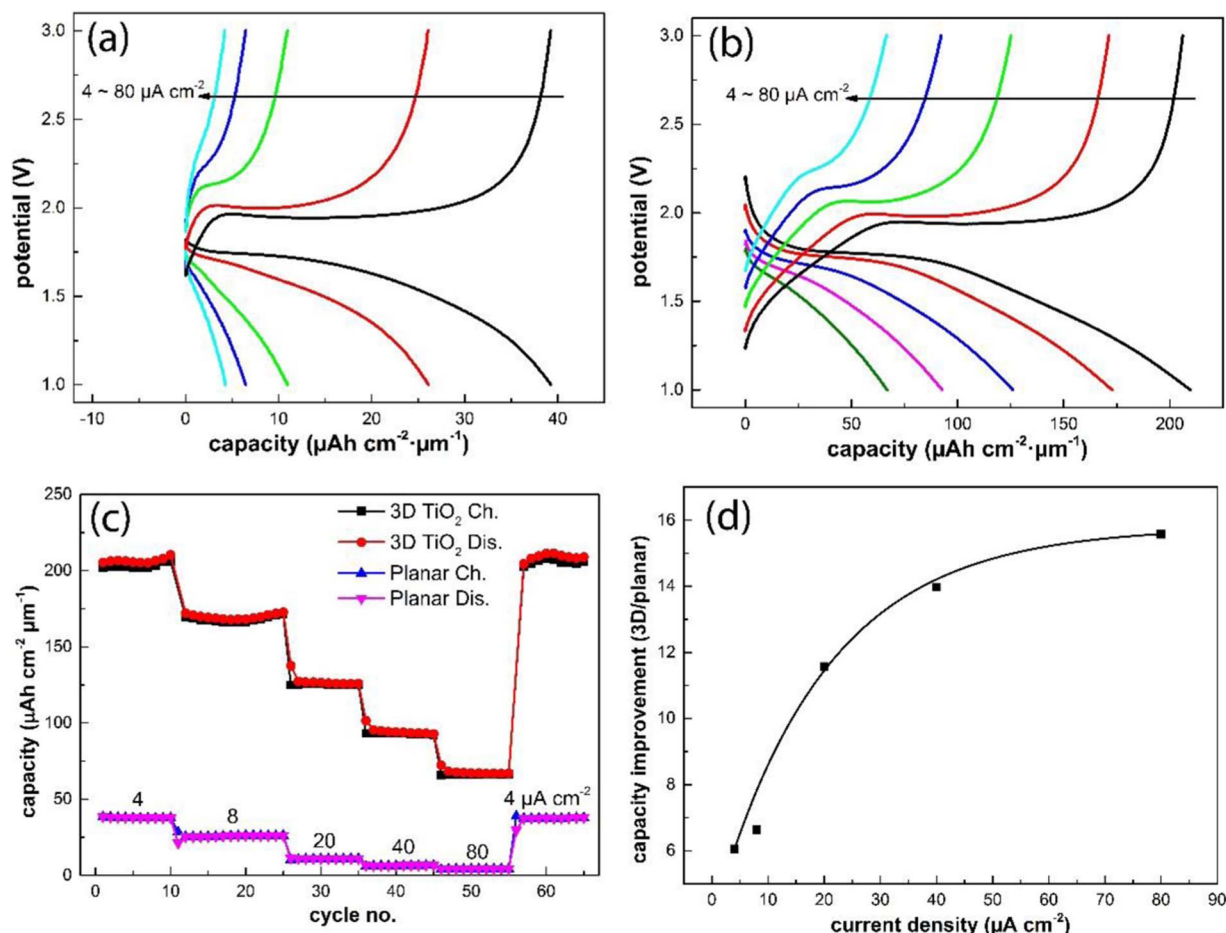 (a)
3.0
2.5
2.0
1.5
1.0
4 ~ 80 µA cm⁻²
potential (V)
-10 0 10 20 30 40
capacity (µAh cm⁻²·µm⁻¹)
(b)
3.0
2.5
2.0
1.5
1.0
4 ~ 80 µA cm⁻²
potential (V)
0 50 100 150 200
capacity (µAh cm⁻²·µm⁻¹)
(c)
250
200
150
100
50
0
3D TiO₂ Ch.
3D TiO₂ Dis.
Planar Ch.
Planar Dis.
4 8 20 40 80 4 µA cm⁻²
capacity (µAh cm⁻² µm⁻¹)
0 10 20 30 40 50 60
cycle no.
(d)
16
14
12
10
8
6
capacity improvement (3D/planar)
0 10 20 30 40 50 60 70 80 90
current density (µA cm⁻²)